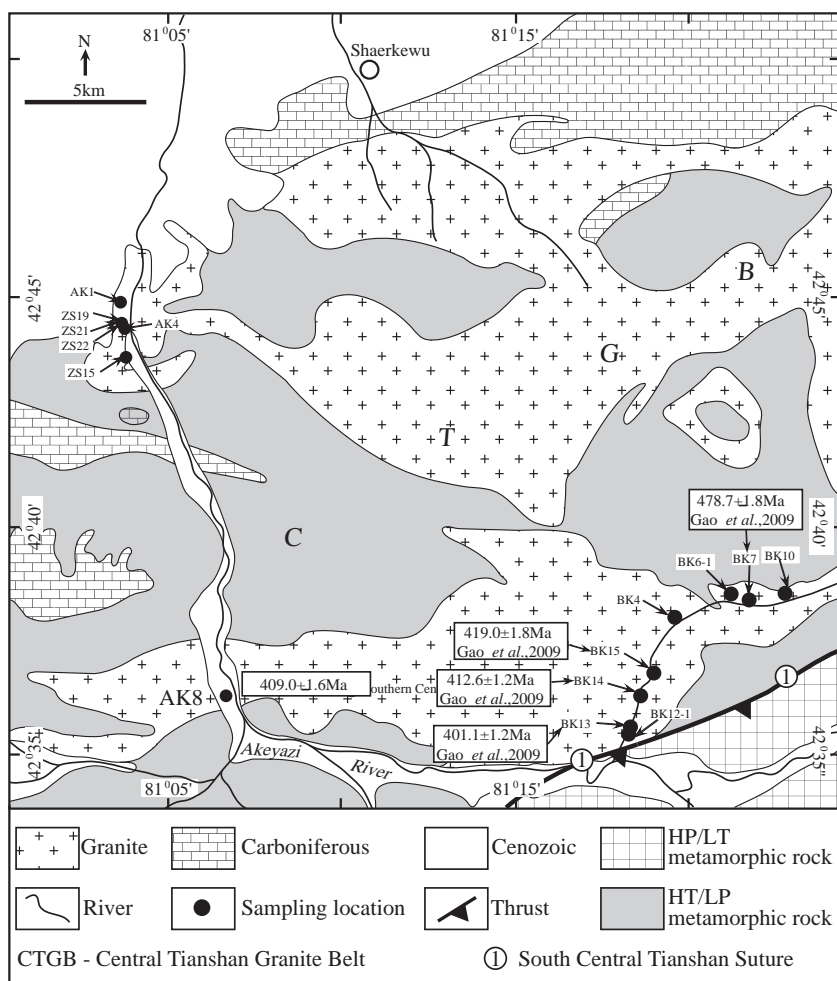 81⁰05'
81⁰15'
N
5km
Shaerkewu
B
42⁰45'
42⁰45'
AK1
ZS19
ZS21
ZS22
AK4
ZS15
G
T
C
42⁰40'
42⁰40'
478.7±1.8Ma
Gao et al.,2009
BK6-1
BK7
BK10
BK4
419.0±1.8Ma
Gao et al.,2009
BK15
412.6±1.2Ma
Gao et al.,2009
BK14
401.1±1.2Ma
Gao et al.,2009
BK13
BK12-1
AK8
409.0±1.6Ma
outhern Cen
1
1
Akeyazi
River
42⁰35'
42⁰35"
81⁰05'
81⁰15'
Granite
Carboniferous
Cenozoic
HP/LT
metamorphic rock
River
Sampling location
Thrust
HT/LP
metamorphic rock
CTGB - Central Tianshan Granite Belt
1 South Central Tianshan Suture